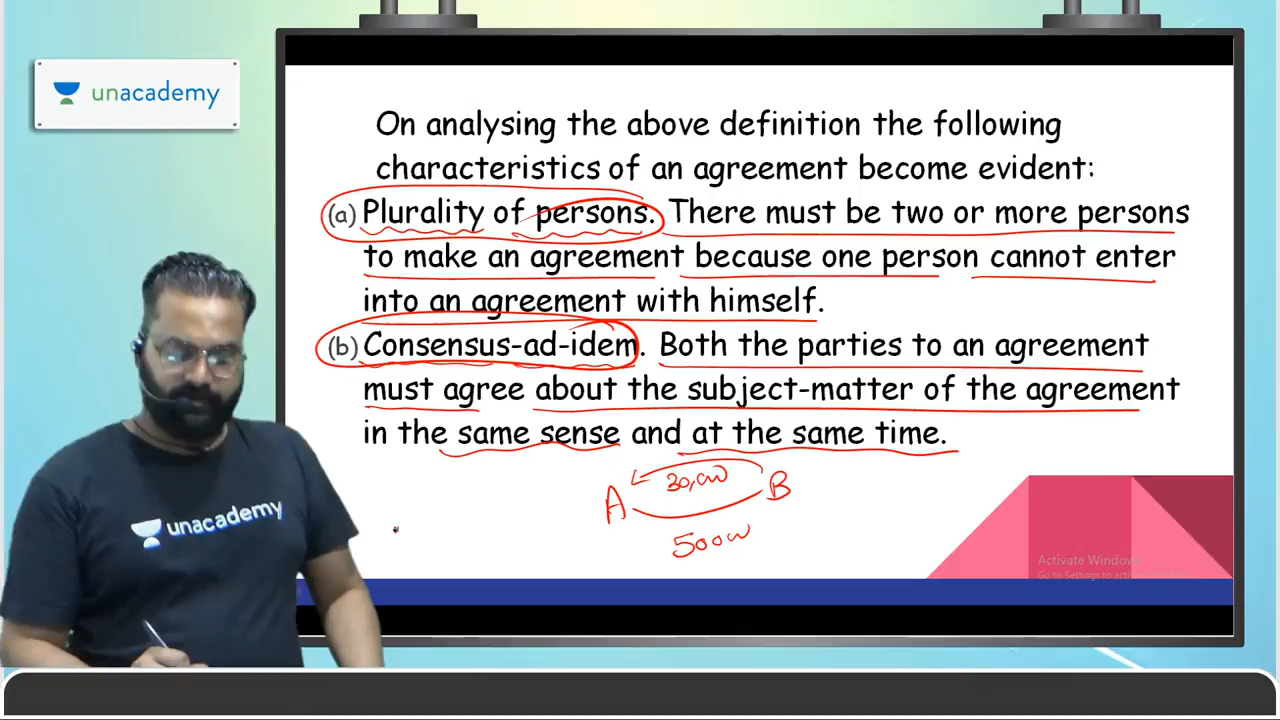 unacademy
On analysing the above definition the following
characteristics of an agreement become evident:
(a) Plurality of persons. There must be two or more persons
to make an agreement because one person cannot enter
into an agreement with himself.
(b) Consensus-ad-idem. Both the parties to an agreement
must agree about the subject-matter of the agreement
in the same sense and at the same time.
A
B
unacademy
Activate Windows